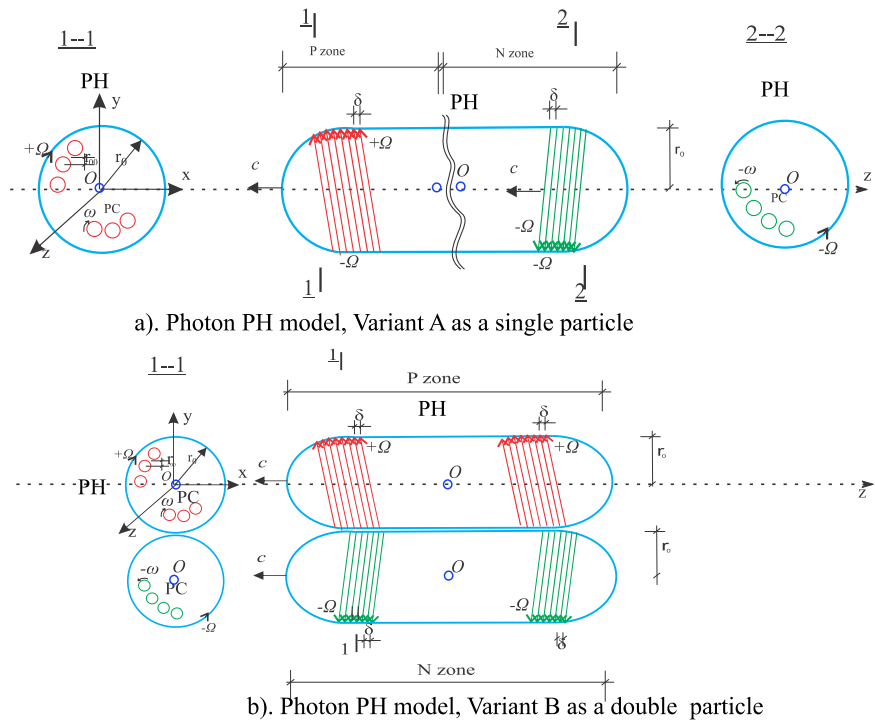 1
2
1--1
2--2
P zone
N zone
PH
δ
δ
PH
PH
y
+Ω
r₀
+Ω
r₀
O
x
c
O
c
O
z
-ω
PC
ω
PC
z
-Ω
-Ω
-Ω
-Ω
1
2
a). Photon PH model, Variant A as a single particle
1--1
1
P zone
PH
y
δ
δ
+Ω
r₀
+Ω
+Ω
r₀
PH
O
x
c
O
z
ω
PC
z
c
O
r₀
-ω
O
PC
-Ω
-Ω
-Ω
1
δ
δ
N zone
b). Photon PH model, Variant B as a double particle